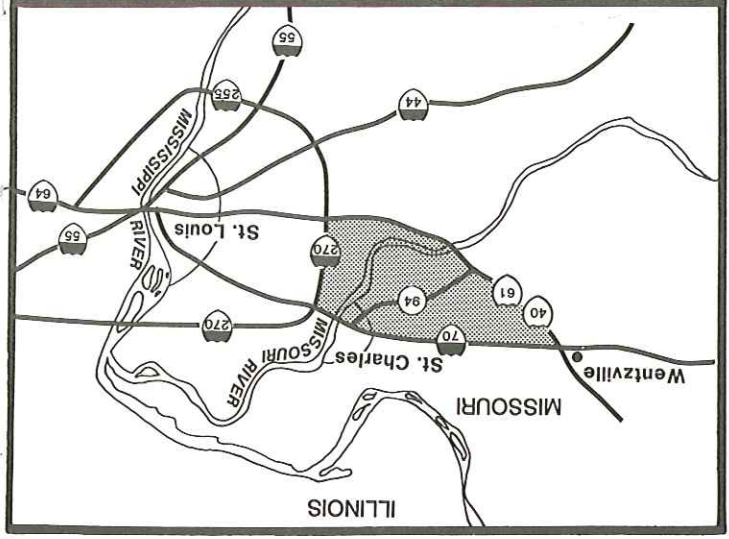 ILLINOIS
MISSOURI
Wentzville
St. Charles
70
40
61
94
MISSOURI RIVER
270
270
St. Louis
MISSISSIPPI RIVER
55
64
44
255
55